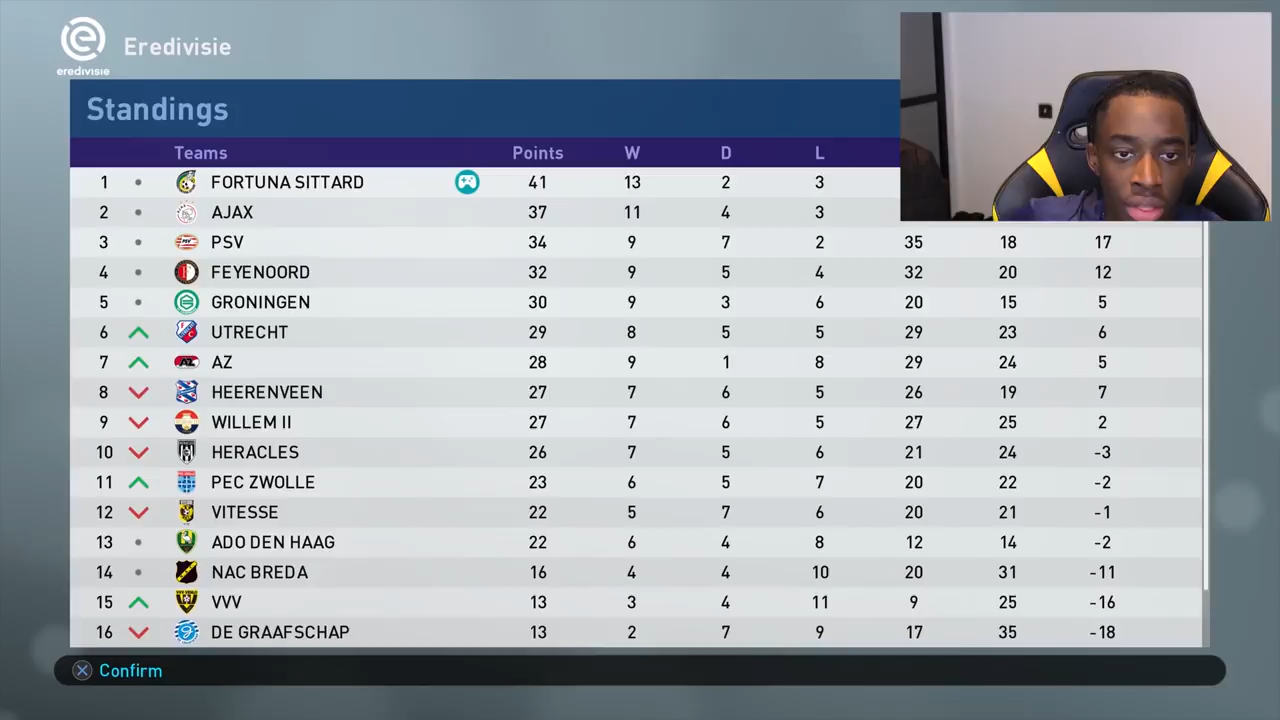 eredivisie
Eredivisie
Standings
Teams Points W D L
1 FORTUNA SITTARD 41 13 2 3
2 AJAX 37 11 4 3
3 PSV 34 9 7 2 35 18 17
4 FEYENOORD 32 9 5 4 32 20 12
5 GRONINGEN 30 9 3 6 20 15 5
6 UTRECHT 29 8 5 5 29 23 6
7 AZ 28 9 1 8 29 24 5
8 HEERENVEEN 27 7 6 5 26 19 7
9 WILLEM II 27 7 6 5 27 25 2
10 HERACLES 26 7 5 6 21 24 -3
11 PEC ZWOLLE 23 6 5 7 20 22 -2
12 VITESSE 22 5 7 6 20 21 -1
13 ADO DEN HAAG 22 6 4 8 12 14 -2
14 NAC BREDA 16 4 4 10 20 31 -11
15 VVV 13 3 4 11 9 25 -16
16 DE GRAAFSCHAP 13 2 7 9 17 35 -18
Confirm